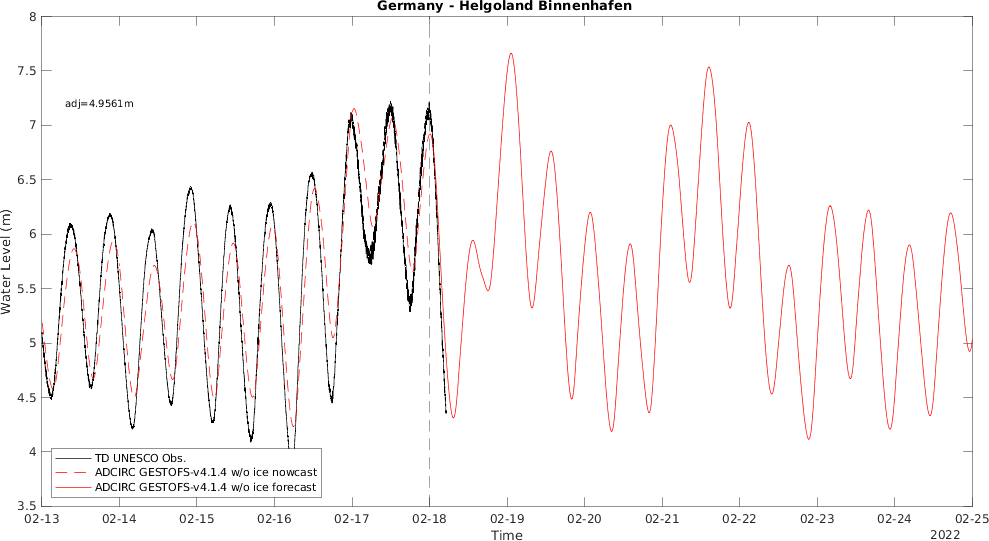 Germany - Helgoland Binnenhafen
8
7.5
7
6.5
6
5.5
5
4.5
4
3.5
Water Level (m)
adj=4.9561m
TD UNESCO Obs.
ADCIRC GESTOFS-v4.1.4 w/o ice nowcast
ADCIRC GESTOFS-v4.1.4 w/o ice forecast
02-13 02-14 02-15 02-16 02-17 02-18 02-19 02-20 02-21 02-22 02-23 02-24 02-25
Time
2022